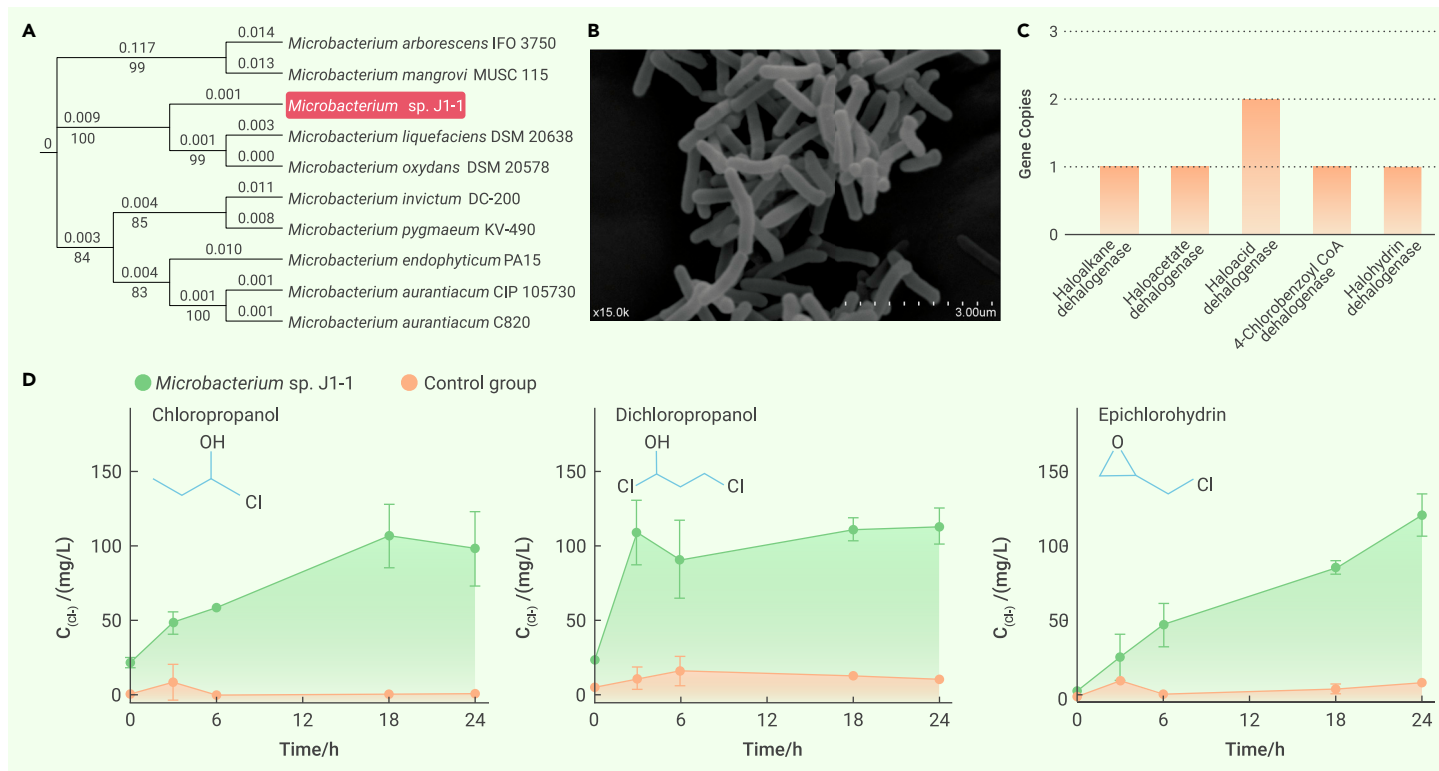 A
0.014
Microbacterium arborescens IFO 3750
0.117
99
0.013
Microbacterium mangrovi MUSC 115
0.001
Microbacterium sp. J1-1
0.009
100
0.003
Microbacterium liquefaciens DSM 20638
0.001
99
0
0.000
Microbacterium oxydans DSM 20578
0.011
Microbacterium invictum DC-200
0.004
85
0.008
Microbacterium pygmaeum KV-490
0.003
84
0.010
Microbacterium endophyticum PA15
0.004
83
0.001
Microbacterium aurantiacum CIP 105730
0.001
100
0.001
Microbacterium aurantiacum C820
B
x15.0k
3.00um
C
3
2
1
0
Gene Copies
Haloalkane
dehalogenase
Haloacetate
dehalogenase
Haloacid
dehalogenase
4-Chlorobenzoyl CoA
dehalogenase
Halohydrin
dehalogenase
D
Microbacterium sp. J1-1
Control group
Chloropropanol
OH
Cl
150
100
50
0
C(cl-) /(mg/L)
0 6 12 18 24
Time/h
Dichloropropanol
OH
Cl Cl
150
100
50
0
C(cl-) /(mg/L)
0 6 12 18 24
Time/h
Epichlorohydrin
O
Cl
150
100
50
0
C(cl-) /(mg/L)
0 6 12 18 24
Time/h